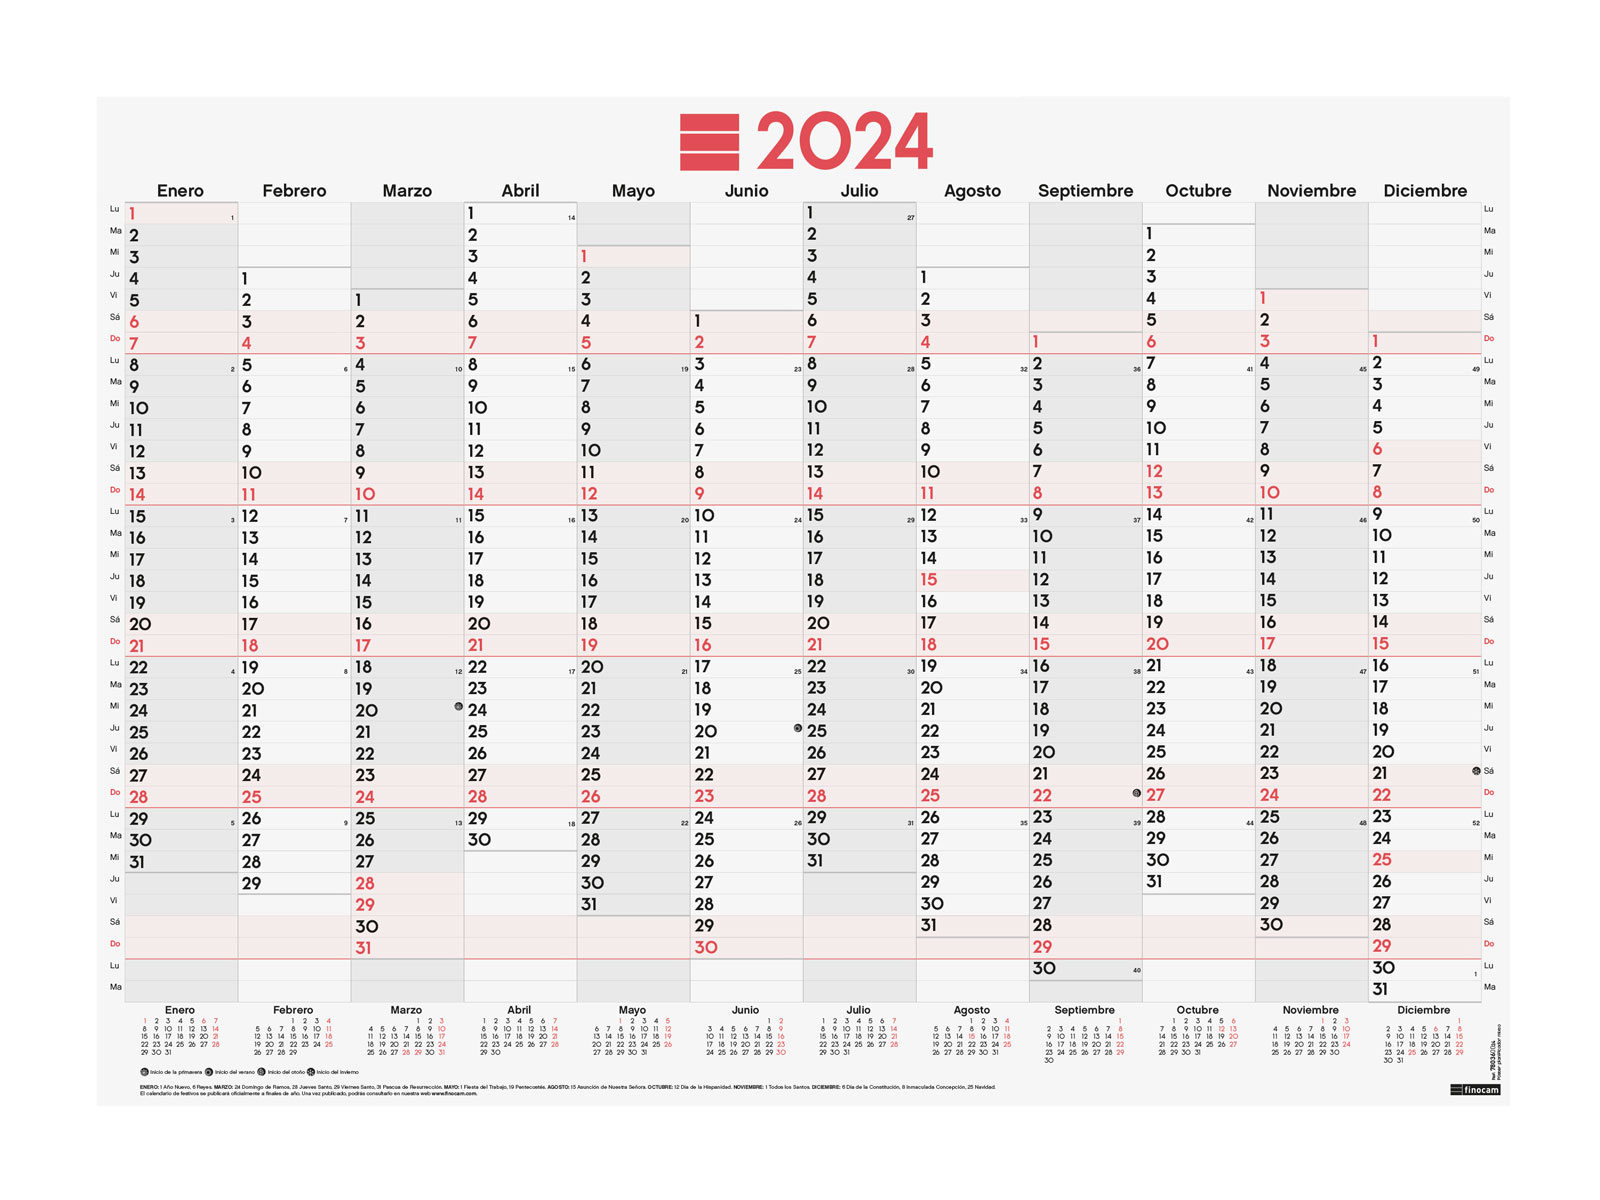 2024
Enero Febrero Marzo Abril Mayo Junio Julio Agosto Septiembre Octubre Noviembre Diciembre
Lu 1 1 1 14 1 27 Lu
Ma 2 2 2 1 Ma
Mi 3 3 1 3 2 Mi
Ju 4 1 4 2 4 1 3 Ju
Vi 5 2 1 5 3 5 2 4 1 Vi
Sá 6 3 2 6 4 1 6 3 5 2 Sá
Do 7 4 3 7 5 2 7 4 1 6 3 1 Do
Lu 8 2 5 6 4 10 8 15 6 19 3 23 8 28 5 32 2 36 7 41 4 45 2 49 Lu
Ma 9 6 5 9 7 4 9 6 3 8 5 3 Ma
Mi 10 7 6 10 8 5 10 7 4 9 6 4 Mi
Ju 11 8 7 11 9 6 11 8 5 10 7 5 Ju
Vi 12 9 8 12 10 7 12 9 6 11 8 6 Vi
Sá 13 10 9 13 11 8 13 10 7 12 9 7 Sá
Do 14 11 10 14 12 9 14 11 8 13 10 8 Do
Lu 15 3 12 7 11 11 15 16 13 20 10 24 15 29 12 33 9 37 14 42 11 46 9 50 Lu
Ma 16 13 12 16 14 11 16 13 10 15 12 10 Ma
Mi 17 14 13 17 15 12 17 14 11 16 13 11 Mi
Ju 18 15 14 18 16 13 18 15 12 17 14 12 Ju
Vi 19 16 15 19 17 14 19 16 13 18 15 13 Vi
Sá 20 17 16 20 18 15 20 17 14 19 16 14 Sá
Do 21 18 17 21 19 16 21 18 15 20 17 15 Do
Lu 22 4 19 8 18 12 22 17 20 21 17 25 22 30 19 34 16 38 21 43 18 47 16 51 Lu
Ma 23 20 19 23 21 18 23 20 17 22 19 17 Ma
Mi 24 21 20 24 22 19 24 21 18 23 20 18 Mi
Ju 25 22 21 25 23 20 25 22 19 24 21 19 Ju
Vi 26 23 22 26 24 21 26 23 20 25 22 20 Vi
Sá 27 24 23 27 25 22 27 24 21 26 23 21 Sá
Do 28 25 24 28 26 23 28 25 22 27 24 22 Do
Lu 29 5 26 9 25 13 29 18 27 22 24 26 29 31 26 35 23 39 28 44 25 48 23 52 Lu
Ma 30 27 26 30 28 25 30 27 24 29 26 24 Ma
Mi 31 28 27 29 26 31 28 25 30 27 25 Mi
Ju 29 28 30 27 29 26 31 28 26 Ju
Vi 29 31 28 30 27 29 27 Vi
Sá 30 29 31 28 30 28 Sá
Do 31 30 29 29 Do
Lu 30 40 30 1 Lu
Ma 31 Ma
Enero Febrero Marzo Abril Mayo Junio Julio Agosto Septiembre Octubre Noviembre Diciembre
1 2 3 4 5 6 7 1 2 3 4 1 2 3 1 2 3 4 5 6 7 1 2 3 4 5 1 2 1 2 3 4 5 6 7 1 2 3 4 1 1 2 3 4 5 6 1 2 3 1
8 9 10 11 12 13 14 5 6 7 8 9 10 11 4 5 6 7 8 9 10 8 9 10 11 12 13 14 6 7 8 9 10 11 12 3 4 5 6 7 8 9 8 9 10 11 12 13 14 5 6 7 8 9 10 11 2 3 4 5 6 7 8 7 8 9 10 11 12 13 4 5 6 7 8 9 10 2 3 4 5 6 7 8
15 16 17 18 19 20 21 12 13 14 15 16 17 18 11 12 13 14 15 16 17 15 16 17 18 19 20 21 13 14 15 16 17 18 19 10 11 12 13 14 15 16 15 16 17 18 19 20 21 12 13 14 15 16 17 18 9 10 11 12 13 14 15 14 15 16 17 18 19 20 11 12 13 14 15 16 17 9 10 11 12 13 14 15
22 23 24 25 26 27 28 19 20 21 22 23 24 25 18 19 20 21 22 23 24 22 23 24 25 26 27 28 20 21 22 23 24 25 26 17 18 19 20 21 22 23 22 23 24 25 26 27 28 19 20 21 22 23 24 25 16 17 18 19 20 21 22 21 22 23 24 25 26 27 18 19 20 21 22 23 24 16 17 18 19 20 21 22
29 30 31 26 27 28 29 25 26 27 28 29 30 31 29 30 27 28 29 30 31 24 25 26 27 28 29 30 29 30 31 26 27 28 29 30 31 23 24 25 26 27 28 29 28 29 30 31 25 26 27 28 29 30 23 24 25 26 27 28 29
30 30 31
Inicio de la primavera Inicio del verano Inicio del otoño Inicio del invierno
ENERO: 1 Año Nuevo, 6 Reyes. MARZO: 24 Domingo de Ramos, 28 Jueves Santo, 29 Viernes Santo, 31 Pascua de Resurrección. MAYO: 1 Fiesta del Trabajo, 19 Pentecostés. AGOSTO: 15 Asunción de Nuestra Señora. OCTUBRE: 12 Día de la Hispanidad. NOVIEMBRE: 1 Todos los Santos. DICIEMBRE: 6 Día de la Constitución, 8 Inmaculada Concepción, 25 Navidad.
El calendario de festivos se publicará oficialmente a finales de año. Una vez publicado, podrás consultarlo en nuestra web www.finocam.com.
finocam